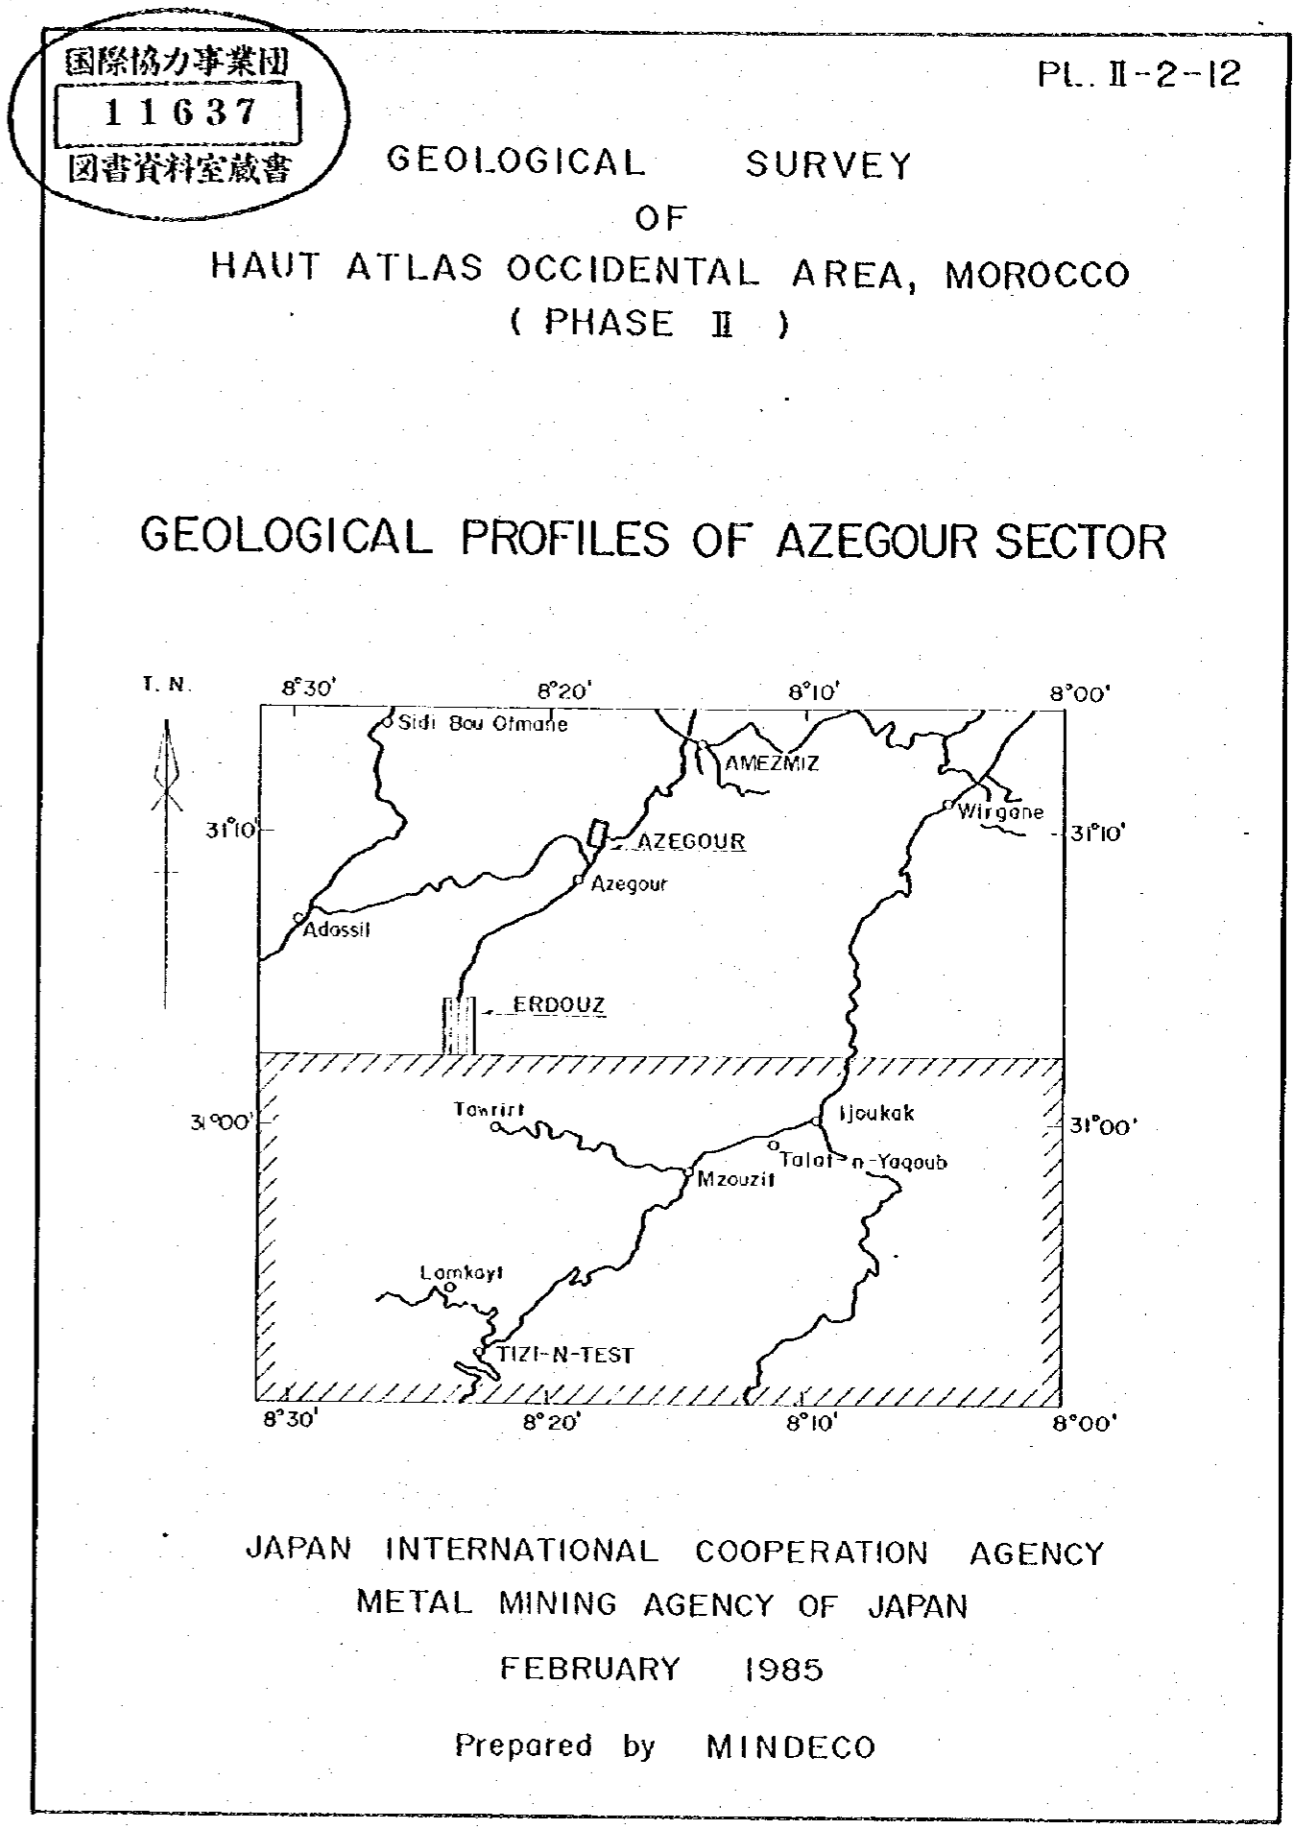 国際協力事業団
11637
図書資料室蔵書
PL. II-2-12
GEOLOGICAL SURVEY
OF
HAUT ATLAS OCCIDENTAL AREA, MOROCCO
( PHASE II )
GEOLOGICAL PROFILES OF AZEGOUR SECTOR
T. N.
8°30' 8°20' 8°10' 8°00'
Sidi Bou Otmane
AMEZMIZ
Wirgane
31°10' 31°10'
AZEGOUR
Azegour
Adassil
ERDOUZ
Tawrirt
Ijoukak
31°00' 31°00'
Talat-n-Yaqoub
Mzouzit
Lamkayt
TIZI-N-TEST
8°30' 8°20' 8°10' 8°00'
JAPAN INTERNATIONAL COOPERATION AGENCY
METAL MINING AGENCY OF JAPAN
FEBRUARY 1985
Prepared by MINDECO